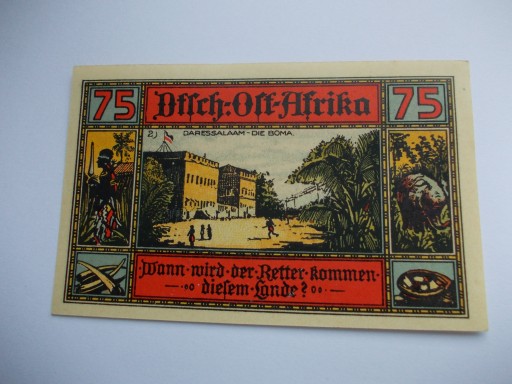 75 Dtsch-Ost-Afrika 75
2) DARESSALAAM - DIE BOMA.
Wann·wird·der·Retter·kommen·
diesem·Lande?